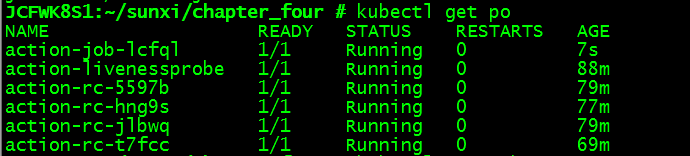 JCFWK8S1:~/sunxi/chapter_four # kubectl get po
NAME READY STATUS RESTARTS AGE
action-job-lcfql 1/1 Running 0 7s
action-livenessprobe 1/1 Running 0 88m
action-rc-5597b 1/1 Running 0 79m
action-rc-hng9s 1/1 Running 0 77m
action-rc-jlbwq 1/1 Running 0 79m
action-rc-t7fcc 1/1 Running 0 69m